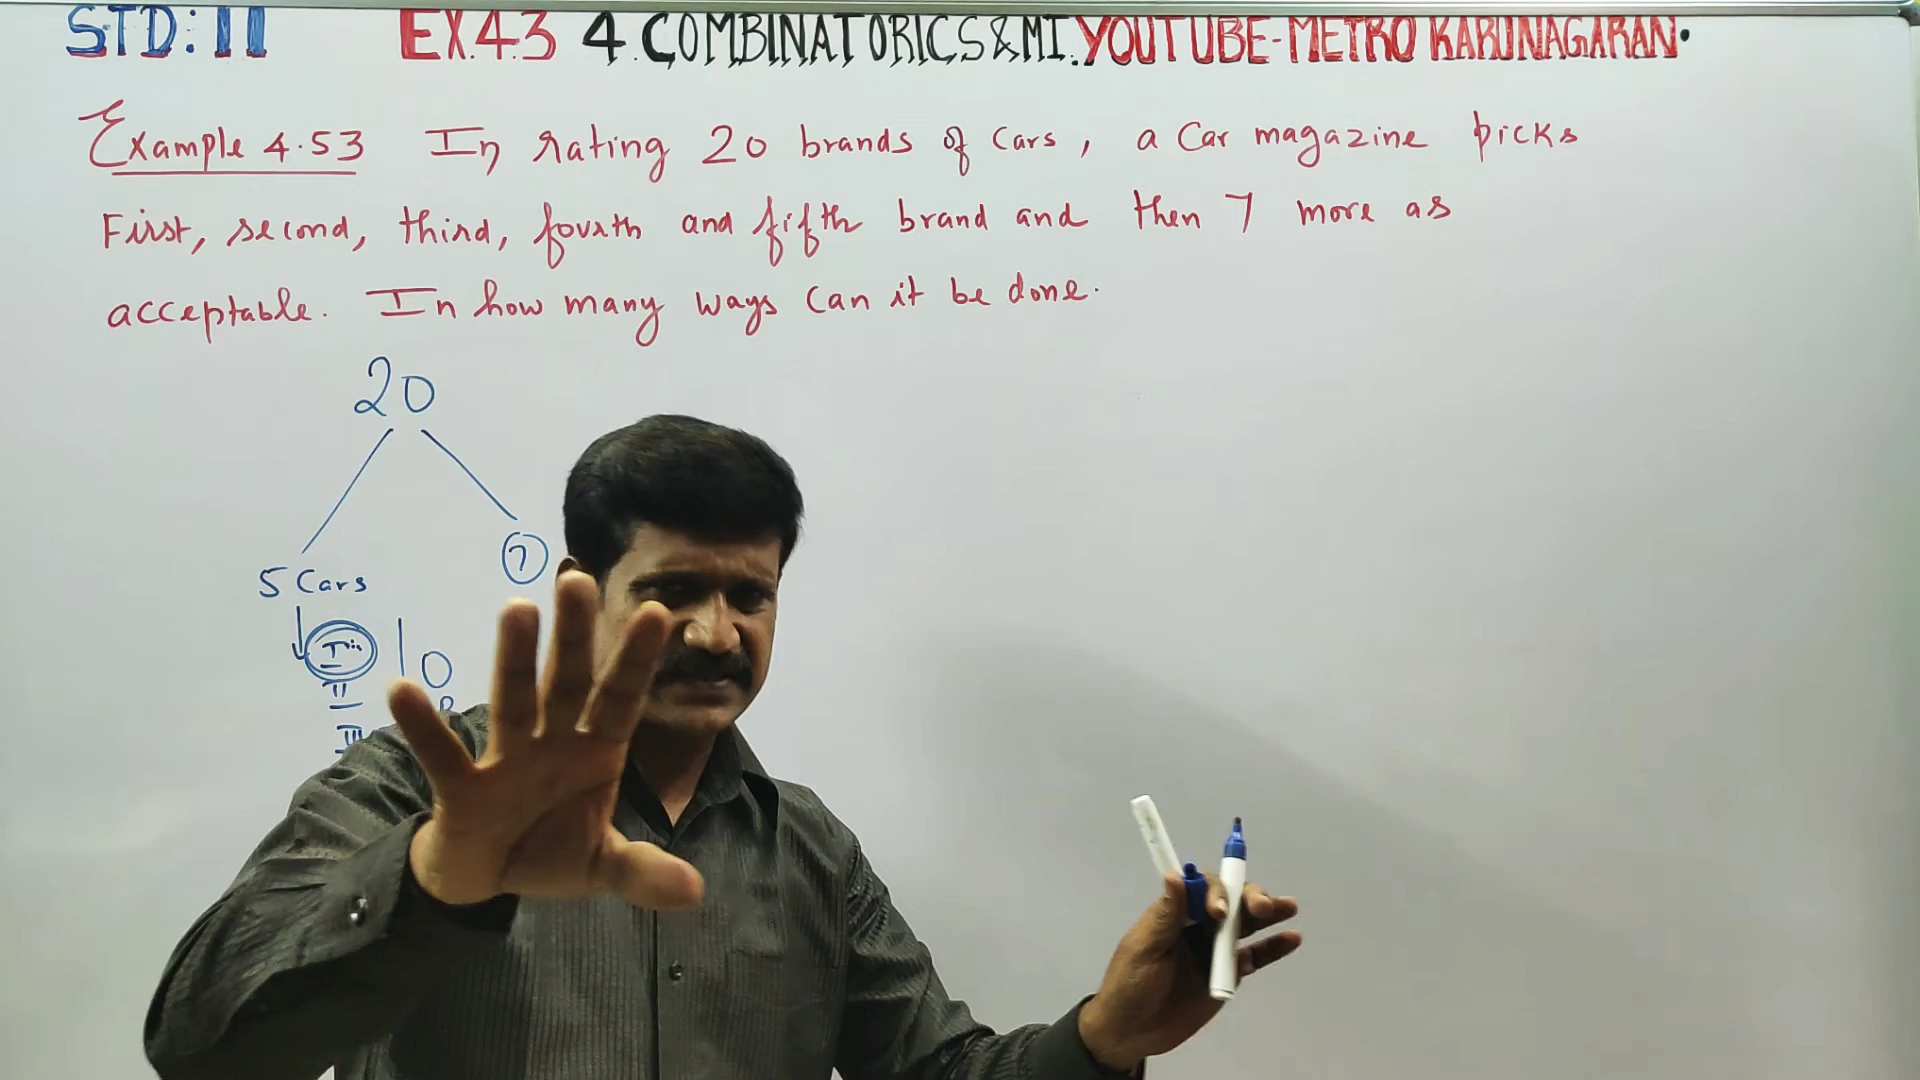 STD: 11 EX.4.3 4. COMBINATORICS & MI. YOUTUBE-METRO KARUNAGARAN.
Example 4.53 In rating 20 brands of cars, a Car magazine picks
First, second, third, fourth and fifth brand and then 7 more as
acceptable. In how many ways can it be done.
20
5 Cars 7
I O
II
III